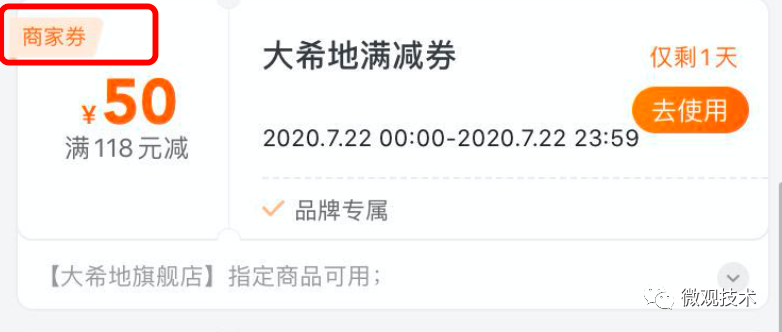 商家券
¥50
满118元减
大希地满减券
仅剩1天
去使用
2020.7.22 00:00-2020.7.22 23:59
品牌专属
【大希地旗舰店】指定商品可用；
微观技术